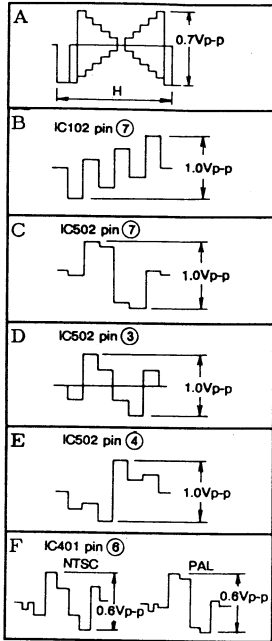 A
0.7Vp-p
H
B IC102 pin ⑦
1.0Vp-p
C IC502 pin ⑦
1.0Vp-p
D IC502 pin ③
1.0Vp-p
E IC502 pin ④
1.0Vp-p
F IC401 pin ⑥
NTSC PAL
0.6Vp-p 0.6Vp-p